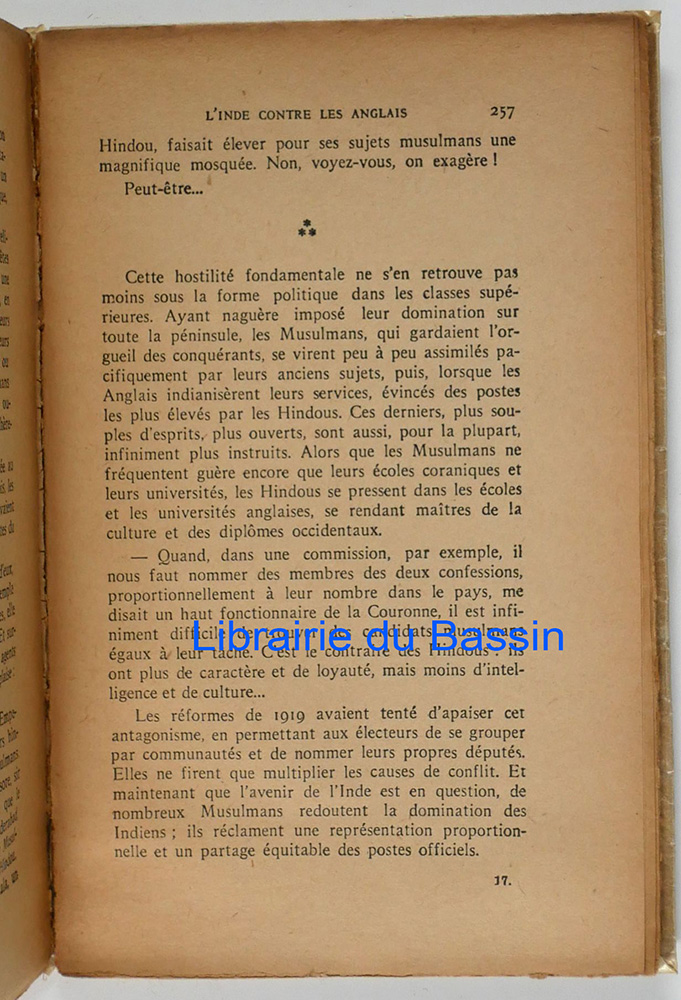 L'INDE CONTRE LES ANGLAIS 257
Hindou, faisait élever pour ses sujets musulmans une
magnifique mosquée. Non, voyez-vous, on exagère !
Peut-être...
⁂
Cette hostilité fondamentale ne s'en retrouve pas
moins sous la forme politique dans les classes supé-
rieures. Ayant naguère imposé leur domination sur
toute la péninsule, les Musulmans, qui gardaient l'or-
gueil des conquérants, se virent peu à peu assimilés pa-
cifiquement par leurs anciens sujets, puis, lorsque les
Anglais indianisèrent leurs services, évincés des postes
les plus élevés par les Hindous. Ces derniers, plus sou-
ples d'esprits, plus ouverts, sont aussi, pour la plupart,
infiniment plus instruits. Alors que les Musulmans ne
fréquentent guère encore que leurs écoles coraniques et
leurs universités, les Hindous se pressent dans les écoles
et les universités anglaises, se rendant maîtres de la
culture et des diplômes occidentaux.
— Quand, dans une commission, par exemple, il
nous faut nommer des membres des deux confessions,
proportionnellement à leur nombre dans le pays, me
disait un haut fonctionnaire de la Couronne, il est infi-
niment difficile de trouver des candidats musulmans
Librairie du Bassin
égaux à leur tâche. C'est le contraire des Hindous : ils
ont plus de caractère et de loyauté, mais moins d'intel-
ligence et de culture...
Les réformes de 1919 avaient tenté d'apaiser cet
antagonisme, en permettant aux électeurs de se grouper
par communautés et de nommer leurs propres députés.
Elles ne firent que multiplier les causes de conflit. Et
maintenant que l'avenir de l'Inde est en question, de
nombreux Musulmans redoutent la domination des
Indiens ; ils réclament une représentation proportion-
nelle et un partage équitable des postes officiels.
17.